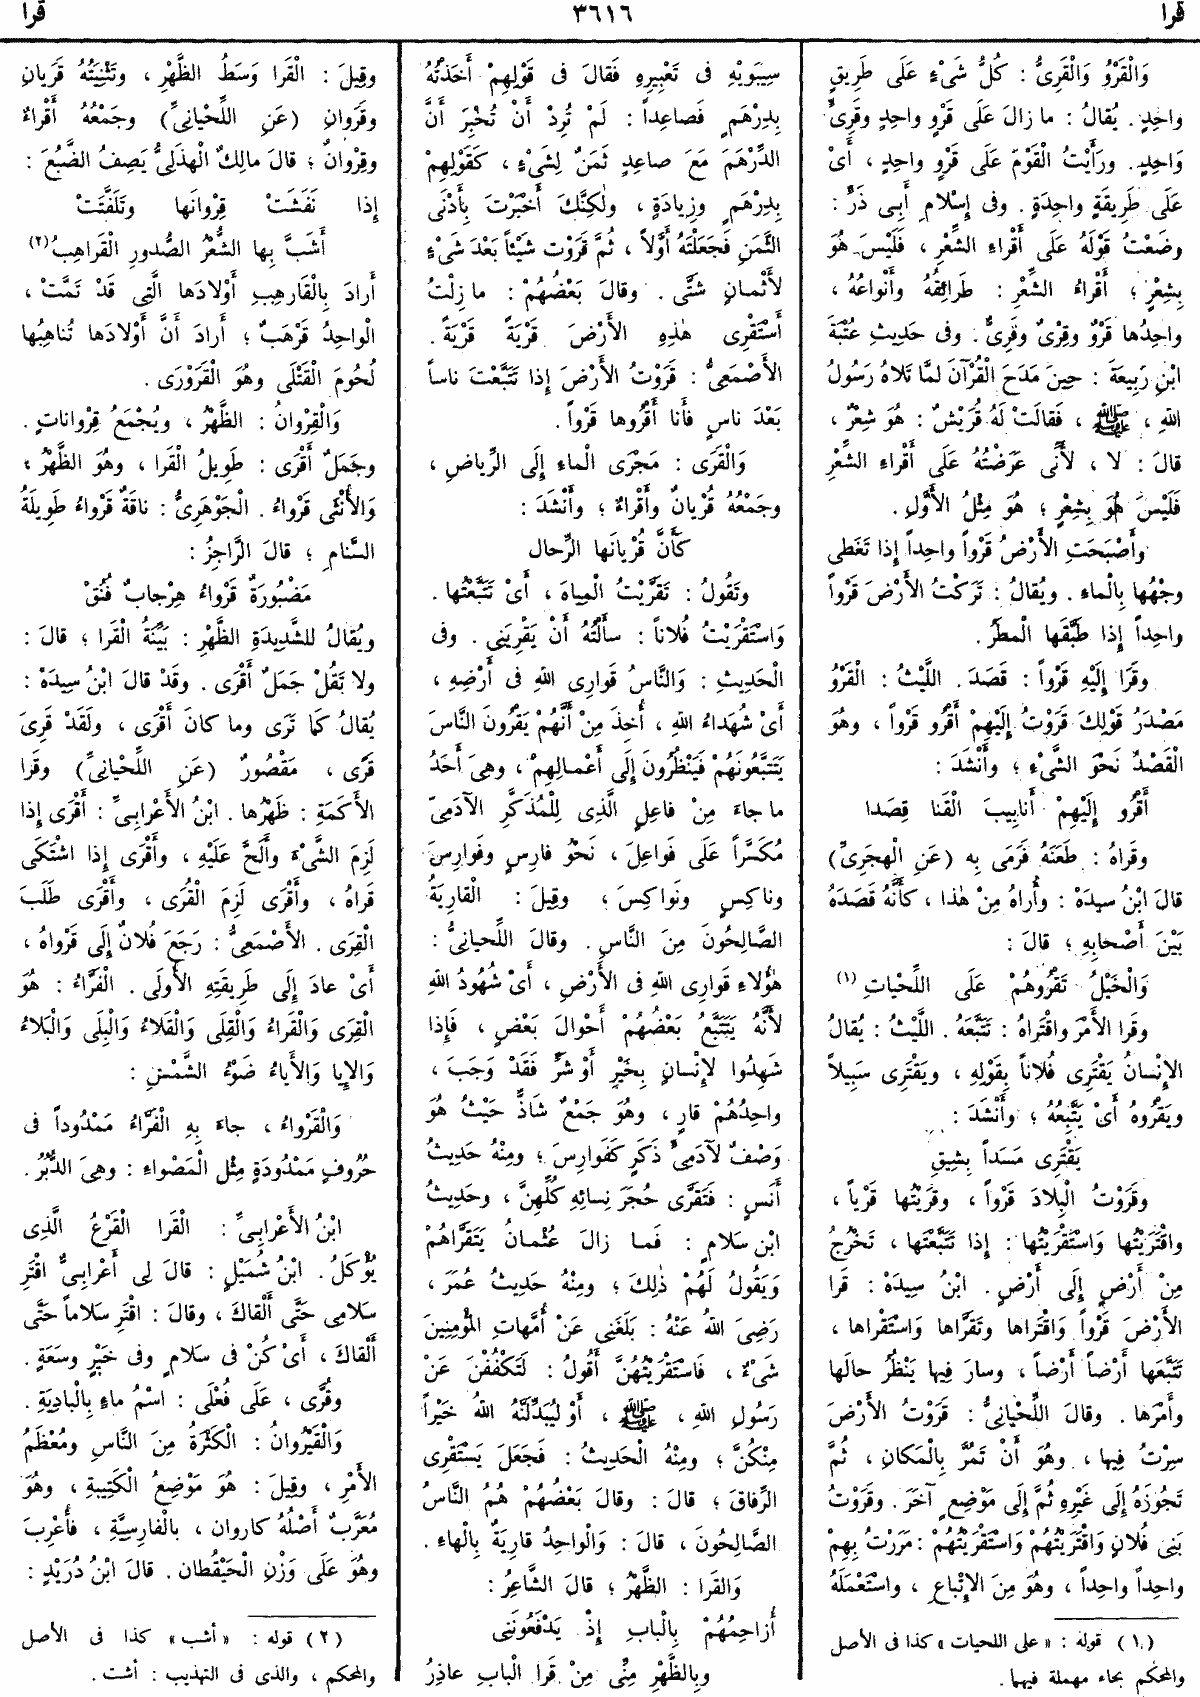 قرا ٣٦١٦ قرا
وَالْقَرْوُ وَالْقَرِىُّ : كُلُّ شَىْءٍ عَلَى طَرِيقٍ
واحِدٍ . يُقالُ : ما زالَ عَلَى قَرْوٍ واحِدٍ وقَرِىٍّ
وَاحِدٍ . ورَأَيْتُ الْقَوْمَ عَلَى قَرْوٍ واحِدٍ ، أَىْ
عَلَى طَرِيقَةٍ واحِدَةٍ . وفى إِسْلامِ أَبِى ذَرٍّ :
وضَعْتُ قَوْلَهُ عَلَى أَقْراءِ الشِّعْرِ ، فَلَيْسَ هُوَ
بِشِعْرٍ ؛ أَقْراءُ الشِّعْرِ : طَرائِقُهُ وأَنْواعُهُ ،
واحِدُها قَرْوٌ وقِرْىٌ وقَرِىٌّ . وفى حَدِيثِ عُتْبَةَ
ابْنِ رَبِيعَةَ : حِينَ مَدَحَ الْقُرْآنَ لمَّا تَلاهُ رَسُولُ
اللهِ ، ﷺ ، فَقالَتْ لَهُ قُرَيْشٌ : هُوَ شِعْرٌ ،
قالَ : لا ، لأَنِّى عَرَضْتُهُ عَلَى أَقْراءِ الشِّعْرِ
فَلَيْسَ هُوَ بِشِعْرٍ ؛ هُوَ مِثْلُ الأَوَّلِ .
وأَصْبَحَتِ الأَرْضُ قَرْواً واحِداً إِذا تَغَطى
وجْهُها بِالْماءِ . ويُقالُ : تَرَكْتُ الأَرْضَ قَرْواً
واحِداً إِذا طَبَّقَها الْمطَرُ .
وقَرَا إِلَيْهِ قَرْواً : قَصَدَ . اللَّيْثُ : الْقَرْوُ
مَصْدَرُ قَوْلِكَ قَرَوْتُ إِلَيْهِمْ أَقْرُو قَرْواً ، وهُوَ
الْقَصْدُ نَحْوَ الشَّىْءِ ؛ وأَنْشَدَ :
أَقْرُو إِلَيْهِمْ أَنابِيبَ الْقَنا قِصَدا
وقَراهُ : طَعَنَهُ فَرَمَى بِهِ (عَنِ الْهَجَرِىِّ)
قالَ ابْنُ سِيدَهْ : وأُراهُ مِنْ هٰذا ، كأَنَّهُ قَصَدَهُ
بَيْنَ أَصْحابِهِ ؛ قالَ :
وَالْخَيْلُ تَقْرُوهُمْ عَلَى اللَّحْياتِ (١)
وقَرا الأَمْرَ واقْتَراهُ : تَتَبَّعَهُ . اللَّيْثُ : يُقالُ
الإِنْسانُ يَقْتَرِى فُلاناً بِقَوْلِهِ ، ويَقْتَرِى سَبِيلاً
ويَقْرُوهُ أَىْ يَتَّبِعُهُ ؛ وأَنْشَدَ :
يَقْتَرِى مَسَداً بِشِيقِ
وقَرَوْتُ الْبِلادَ قَرْواً ، وقَرَيْتُها قَرْياً ،
واقْتَرَيْتُها وَاسْتَقْرَيْتُها : إِذا تَتَبَّعْتَها ، تَخْرُجُ
مِنْ أَرْضٍ إِلَى أَرْضٍ . ابْنُ سِيدَهْ : قَرا
الأَرْضَ قَرْواً وَاقْتَراها وتَقَرَّاها وَاسْتَقْراها ،
تَتَبَّعَها أَرْضاً أَرْضاً ، وسارَ فِيها يَنْظُرُ حالَها
وأَمْرَها . وقالَ اللِّحْيانِىُّ : قَرَوْتُ الأَرْضَ
سِرْتُ فِيها ، وهُوَ أَنْ تَمُرَّ بِالْمَكانِ ، ثُمَّ
تَجُوزَهُ إِلَى غَيْرِهِ ثُمَّ إِلَى مَوْضِعٍ آخَرَ . وقَرَوْتُ
بَنِى فُلانٍ وَاقْتَرَيْتُهُمْ وَاسْتَقْرَيْتُهُمْ : مَرَرْتُ بِهِمْ
واحِداً واحِداً ، وهُوَ مِنَ الإِتْباعِ ، واسْتَعْمَلَهُ
(١) قوله : «على اللحيات» كذا فى الأصل
والمحكم بحاء مهملة فيهما .
سِيبَوَيْهِ فى تَعْبِيرِهِ فَقالَ فى قَوْلِهِمْ أَخَذْتُهُ
بِدِرْهَمٍ فَصاعِداً : لَمْ تُرِدْ أَنْ تُخْبِرَ أَنَّ
الدِّرْهَمَ مَعَ صاعِدٍ ثَمَنٌ لِشَىْءٍ ، كَقَوْلِهِمْ
بِدِرْهَمٍ وزِيادَةٍ ، ولٰكِنَّكَ أَخْبَرْتَ بِأَدْنَى
الثَّمَنِ فَجَعَلْتَهُ أَوَّلاً ، ثُمَّ قَرَوْتَ شَيْئاً بَعْدَ شَىْءٍ
لأَثْمانٍ شَتَّى . وقالَ بَعْضُهُمْ : ما زِلْتُ
أَسْتَقْرِى هٰذِهِ الأَرْضَ قَرْيَةً قَرْيَةً .
الأَصْمَعِىُّ : قَرَوْتُ الأَرْضَ إِذا تَتَبَّعْتَ ناساً
بَعْدَ ناسٍ فأَنا أَقْرُوها قَرْواً .
وَالْقَرَى : مَجْرَى الْماءِ إِلَى الرِّياضِ ،
وجَمْعُهُ قُرْيانٌ وأَقْراءٌ ؛ وأَنْشَدَ :
كأَنَّ قُرْيانَها الرِّحال
وتَقُولُ : تَقَرَّيْتُ الْمِياهَ ، أَىْ تَتَبَّعْتُها .
وَاسْتَقْرَيْتُ فُلاناً : سأَلْتُهُ أَنْ يَقْرِيَنِى . وفى
الْحَدِيثِ : وَالنَّاسُ قَوارِى اللهِ فى أَرْضِهِ ،
أَىْ شُهَداءُ اللهِ ، أُخِذَ مِنْ أَنَّهُمْ يَقْرُونَ النَّاسَ
يَتَتَبَّعُونَهُمْ فَيَنْظُرُونَ إِلَى أَعْمالِهِمْ ، وهِىَ أَحَدُ
ما جاءَ مِنْ فاعِلٍ الَّذِى لِلْمُذَكَّرِ الآدَمِىّ
مُكَسَّراً عَلَى فَواعِلَ ، نَحْوُ فارِسٍ وفَوارِسَ
وناكِسٍ ونَواكِسَ ؛ وقِيلَ : الْقارِيَةُ
الصَّالِحُونَ مِنَ النَّاسِ . وقالَ اللِّحيانِىُّ :
هٰؤُلاءِ قَوارِى اللهِ فى الأَرْضِ ، أَىْ شُهُودُ اللهِ
لأَنَّهُ يَتَتَبَّعُ بَعْضُهُمْ أَحْوالَ بَعْضٍ ، فَإِذا
شَهِدُوا لإِنْسانٍ بِخَيْرٍ أَوْ شَرٍّ فَقَدْ وَجَبَ ،
واحِدُهُمْ قارٍ ، وهُوَ جَمْعٌ شَاذٌّ حَيْثُ هُوَ
وَصْفٌ لآدَمِىٍّ ذَكَرٍ كَفَوارِسَ ؛ ومِنْهُ حَدِيثُ
أَنَسٍ : فَتَقَرَّى حُجَرَ نِسائِهِ كُلِّهِنَّ ، وحَدِيثُ
ابْنِ سَلامٍ : فَما زالَ عُثْمانُ يَتَقَرَّاهُمْ
وَيَقُولُ لَهُمْ ذٰلِكَ ؛ ومِنْهُ حَدِيثُ عُمَرَ ،
رَضِىَ اللهُ عَنْهُ : بَلَغَنِى عَنْ أُمَّهاتِ الْمُؤْمِنِينَ
شَىْءٌ ، فَاسْتَقْرَيْتُهُنَّ أَقُولُ : لَتَكْفُفْنَ عَنْ
رَسُولِ اللهِ ، ﷺ ، أَوْ لَيُبَدِّلَنَّهُ اللهُ خَيْراً
مِنْكُنَّ ؛ ومِنْهُ الْحَدِيثُ : فَجَعَلَ يَسْتَقْرِى
الرِّفاقَ ؛ قالَ : وقالَ بَعْضُهُمْ هُمُ النَّاسُ
الصَّالِحُونَ ، قالَ : وَالْواحِدُ قارِيَةٌ بِالْهاءِ .
وَالقَرا : الظَّهْرُ ؛ قالَ الشَّاعِرُ :
أُزاحِمُهُمْ بِالْبابِ إِذْ يَدْفَعُونَنِى
وبِالظَّهْرِ مِنِّى مِنْ قَرا الْبابِ عاذِرُ
وقِيلَ : الْقَرا وَسَطُ الظَّهْرِ ، وتَثْنِيَتُهُ قَرَيانِ
وقَرَوانِ (عَنِ اللِّحْيانِىِّ) وجَمْعُهُ أَقْراءٌ
وقِرْوانٌ ؛ قالَ مالِكٌ الْهذَلِىُّ يَصِفُ الضَّبُعَ :
إِذا نَفَشَتْ قِرْوانَها وتَلَفَّتَتْ
أَشَبَّ بِها الشُّعْرُ الصُّدورِ الْقَراهِبُ (٢)
أَرادَ بِالْقَارِهِبِ أَوْلادَها الَّتِى قَدْ تَمَّتْ ،
الْواحِدُ قَرْهَبٌ ؛ أَرادَ أَنَّ أَوْلادَها تُناهِبُها
لُحُومَ الْقَتْلَى وهُوَ الْقَرَوْرَى .
وَالْقِرْوانُ : الظَّهْرُ ، ويُجْمَعُ قِرْواناتٍ .
وجَمَلٌ أَقْرَى : طَوِيلُ الْقَرا ، وهُوَ الظَّهْرُ ؛
وَالأُنْثَى قَرْواءُ . الْجَوْهَرِىُّ : ناقَةٌ قَرْواءُ طَوِيلَةُ
السَّنامِ ؛ قالَ الرَّاجِزُ :
مَضْبُورَةٌ قَرْواءُ هِرْجابٌ فُنُقْ
ويُقالُ للشَّدِيدَةِ الظَّهْرِ : بَيِّنَةُ الْقَرا ؛ قالَ :
ولا تَقُلْ جَمَلٌ أَقْرَى . وقَدْ قالَ ابْنُ سِيدَهْ :
يُقالُ كَما تَرَى وما كانَ أَقْرَى ، ولَقَدْ قَرِىَ
قَرًى ، مَقْصُورٌ (عَنِ اللِّحْيانِىِّ) وقَرا
الأَكَمَةِ : ظَهْرُها . ابْنُ الأَعْرابِىِّ : أَقْرَى إِذا
لَزِمَ الشَّىْءَ وأَلَحَّ عَلَيْهِ ، وأَقْرَى إِذا اشْتَكَى
قَراهُ ، وأَقْرَى لَزِمَ الْقُرَى ، وأَقْرَى طَلَبَ
الْقِرَى . الأَصْمَعِىُّ : رَجَعَ فُلانٌ إِلَى قَرْواهُ ،
أَىْ عادَ إِلَى طَرِيقَتِهِ الأُولَى . الْفَرَّاءُ : هُوَ
الْقِرَى وَالْقَراءُ وَالْقِلَى وَالْقَلاءُ وَالْبِلَى وَالْبَلاءُ
وَالإِيا وَالأَياءُ ضَوْءُ الشَّمْسِ :
وَالْقَرْواءُ ، جاءَ بِهِ الْفَرَّاءُ مَمْدُوداً فى
حُرُوفٍ مَمْدُودَةٍ مِثْل الْمَصْواءِ : وهِىَ الدُّبُرُ .
ابْنُ الأَعْرابِىِّ : الْقَرا الْقَرْعُ الَّذِى
يُؤْكَلُ . ابْنُ شُمَيْلٍ : قالَ لِى أَعْرابِىٌّ اقْتَرِ
سَلامِى حَتَّى أَلْقاكَ ، وقالَ : اقْتَرِ سَلاماً حَتَّى
أَلْقاكَ ، أَىْ كُنْ فى سَلامٍ وفى خَيْرٍ وسَعَةٍ .
وقُرَّى ، عَلَى فُعْلَى : اسْمُ ماءٍ بِالْبادِيَةِ .
وَالْقَيْرُوانُ : الْكَثْرَةُ مِنَ النَّاسِ ومُعْظَمُ
الأَمْرِ ، وقِيلَ : هُوَ مَوْضِعُ الْكَتِيبَةِ ، وهُوَ
مُعَرَّبٌ أَصْلُهُ كاروان ، بالْفارِسِيَّةِ ، فأُعْرِبَ
وهُوَ عَلَى وَزْنِ الْحَيْقُطان . قالَ ابْنُ دُرَيْدٍ :
(٢) قوله : «أشب» كذا فى الأصل
والمحكم ، والذى فى التهذيب : أشت .